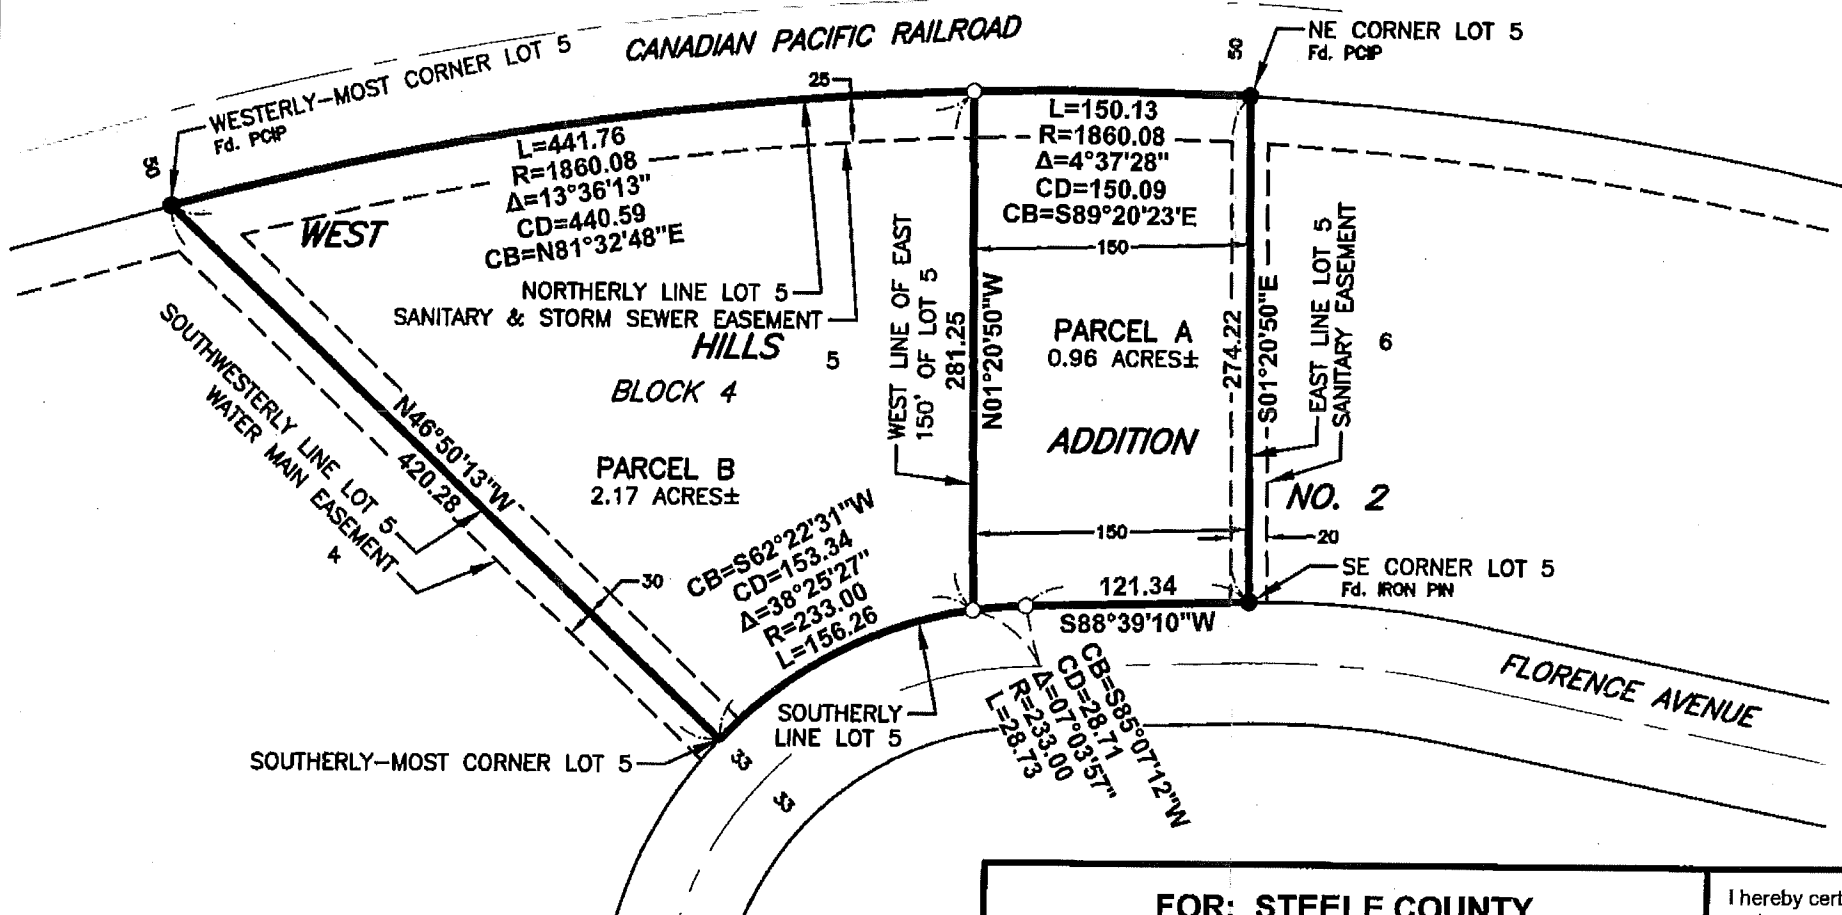 CANADIAN PACIFIC RAILROAD
WESTERLY-MOST CORNER LOT 5
Fd. PCIP
50
25
50
NE CORNER LOT 5
Fd. PCIP
L=441.76
R=1860.08
Δ=13°36'13"
CD=440.59
CB=N81°32'48"E
L=150.13
R=1860.08
Δ=4°37'28"
CD=150.09
CB=S89°20'23'E
150
WEST
NORTHERLY LINE LOT 5
SANITARY & STORM SEWER EASEMENT
HILLS
5
BLOCK 4
PARCEL B
2.17 ACRES±
WEST LINE OF EAST
150' OF LOT 5
281.25
N01°20'50"W
PARCEL A
0.96 ACRES±
ADDITION
274.22
S01°20'50"E
EAST LINE LOT 5
SANITARY EASEMENT
6
NO. 2
150
20
SOUTHWESTERLY LINE LOT 5
WATER MAIN EASEMENT
4
N46°50'13"W
420.28
30
CB=S62°22'31"W
CD=153.34
Δ=38°25'27"
R=233.00
L=156.26
121.34
S88°39'10"W
SE CORNER LOT 5
Fd. IRON PIN
CB=S85°07'12"W
CD=28.71
Δ=07°03'57"
R=233.00
L=28.73
SOUTHERLY
LINE LOT 5
SOUTHERLY-MOST CORNER LOT 5
33
33
FLORENCE AVENUE
FOR: STEELE COUNTY
I hereby cert